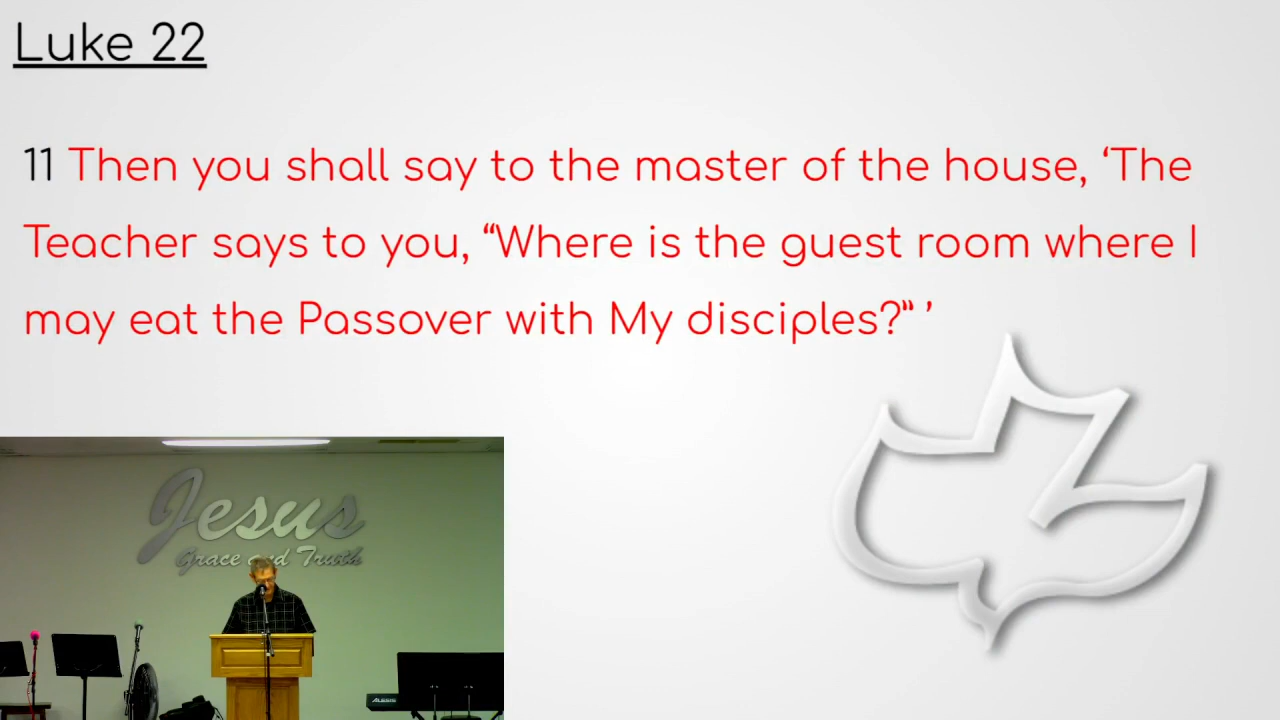 Luke 22
11 Then you shall say to the master of the house, ‘The
Teacher says to you, “Where is the guest room where I
may eat the Passover with My disciples?” ’
Jesus
Grace and Truth
ALESIS